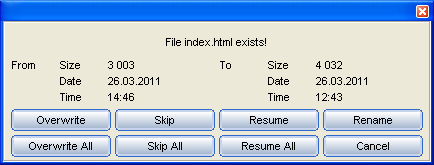 File index.html exists!
From Size 3 003 To Size 4 032
Date 26.03.2011 Date 26.03.2011
Time 14:46 Time 12:43
Overwrite Skip Resume Rename
Overwrite All Skip All Resume All Cancel